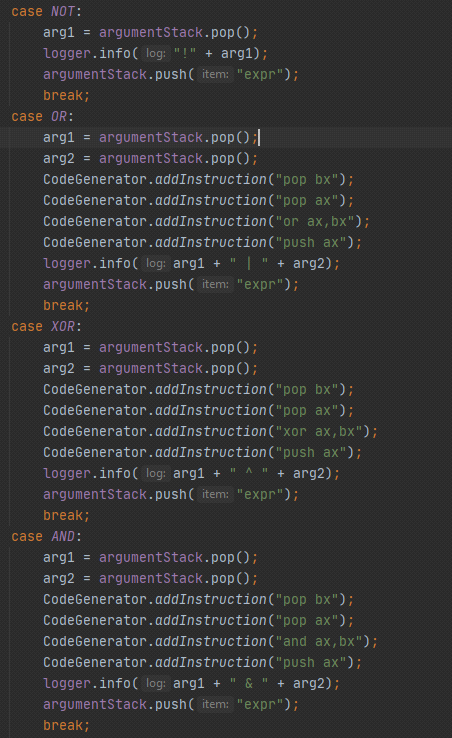 case NOT:
    arg1 = argumentStack.pop();
    logger.info( log: "!" + arg1);
    argumentStack.push( item: "expr");
    break;
case OR:
    arg1 = argumentStack.pop();
    arg2 = argumentStack.pop();
    CodeGenerator.addInstruction("pop bx");
    CodeGenerator.addInstruction("pop ax");
    CodeGenerator.addInstruction("or ax,bx");
    CodeGenerator.addInstruction("push ax");
    logger.info( log: arg1 + " | " + arg2);
    argumentStack.push( item: "expr");
    break;
case XOR:
    arg1 = argumentStack.pop();
    arg2 = argumentStack.pop();
    CodeGenerator.addInstruction("pop bx");
    CodeGenerator.addInstruction("pop ax");
    CodeGenerator.addInstruction("xor ax,bx");
    CodeGenerator.addInstruction("push ax");
    logger.info( log: arg1 + " ^ " + arg2);
    argumentStack.push( item: "expr");
    break;
case AND:
    arg1 = argumentStack.pop();
    arg2 = argumentStack.pop();
    CodeGenerator.addInstruction("pop bx");
    CodeGenerator.addInstruction("pop ax");
    CodeGenerator.addInstruction("and ax,bx");
    CodeGenerator.addInstruction("push ax");
    logger.info( log: arg1 + " & " + arg2);
    argumentStack.push( item: "expr");
    break;